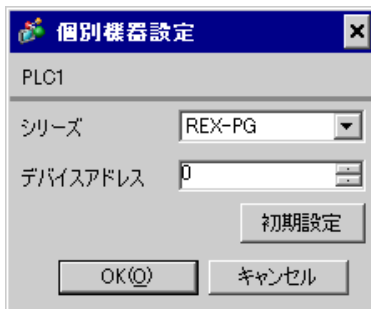 個別機器設定
PLC1
シリーズ REX-PG
デバイスアドレス 0
初期設定
OK(O) キャンセル